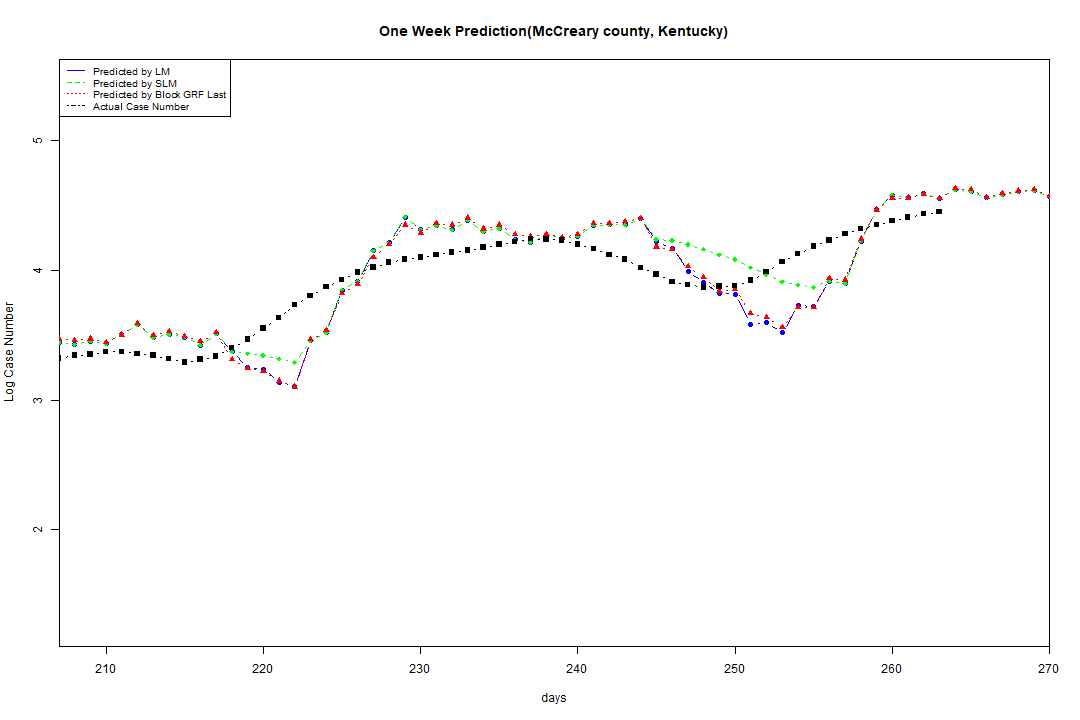 One Week Prediction(McCreary county, Kentucky)
Predicted by LM
Predicted by SLM
Predicted by Block GRF Last
Actual Case Number
5
4
3
2
Log Case Number
210 220 230 240 250 260 270
days